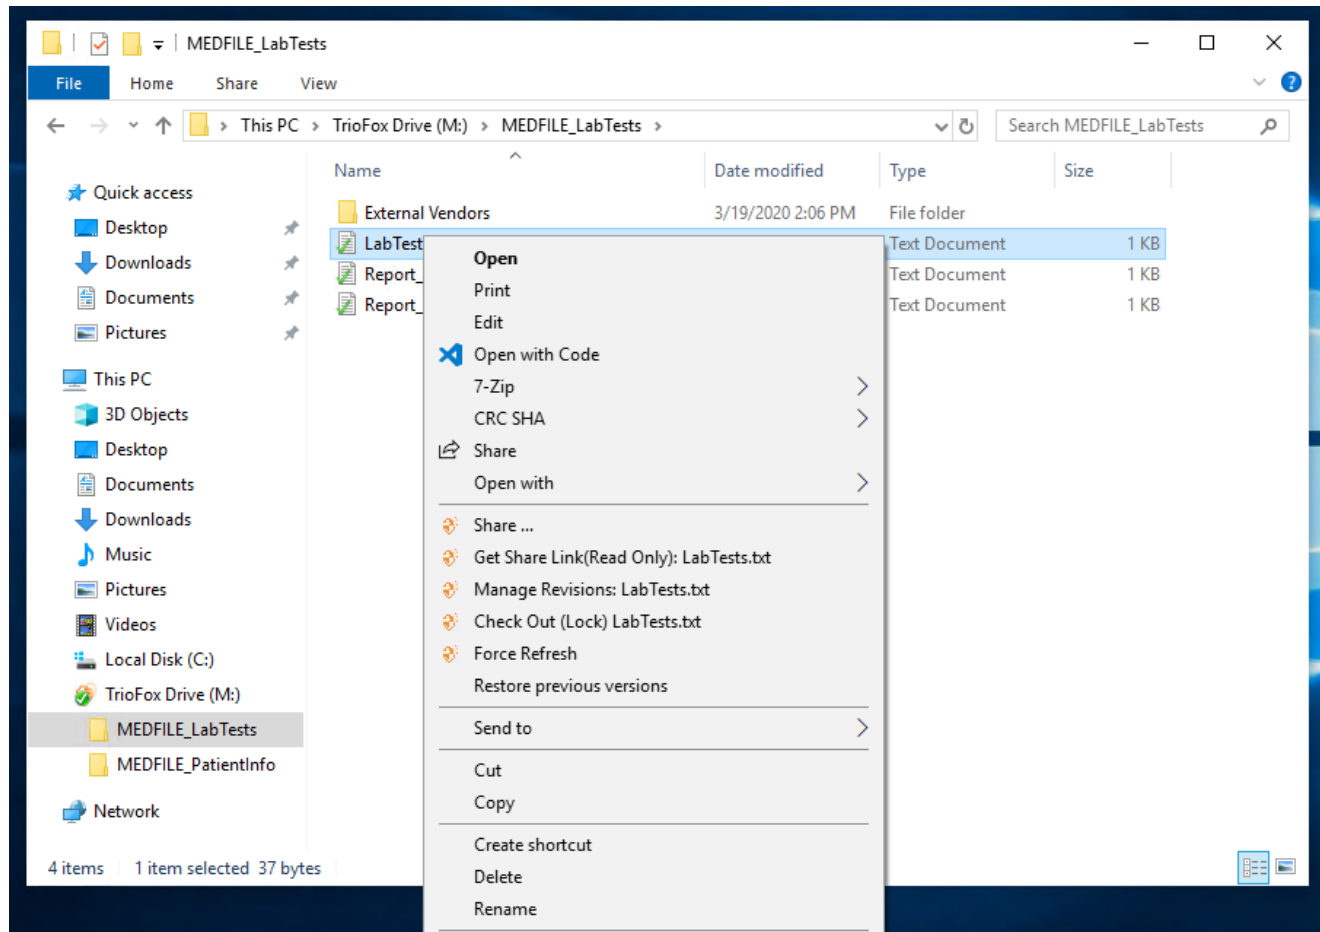 MEDFILE_LabTests
File Home Share View
This PC > TrioFox Drive (M:) > MEDFILE_LabTests >
Search MEDFILE_LabTests
Name Date modified Type Size
Quick access
Desktop
Downloads
Documents
Pictures
This PC
3D Objects
Desktop
Documents
Downloads
Music
Pictures
Videos
Local Disk (C:)
TrioFox Drive (M:)
MEDFILE_LabTests
MEDFILE_PatientInfo
Network
External Vendors 3/19/2020 2:06 PM File folder
LabTest Text Document 1 KB
Report_ Text Document 1 KB
Report_ Text Document 1 KB
Open
Print
Edit
Open with Code
7-Zip
CRC SHA
Share
Open with
Share ...
Get Share Link(Read Only): LabTests.txt
Manage Revisions: LabTests.txt
Check Out (Lock) LabTests.txt
Force Refresh
Restore previous versions
Send to
Cut
Copy
Create shortcut
Delete
Rename
4 items 1 item selected 37 bytes